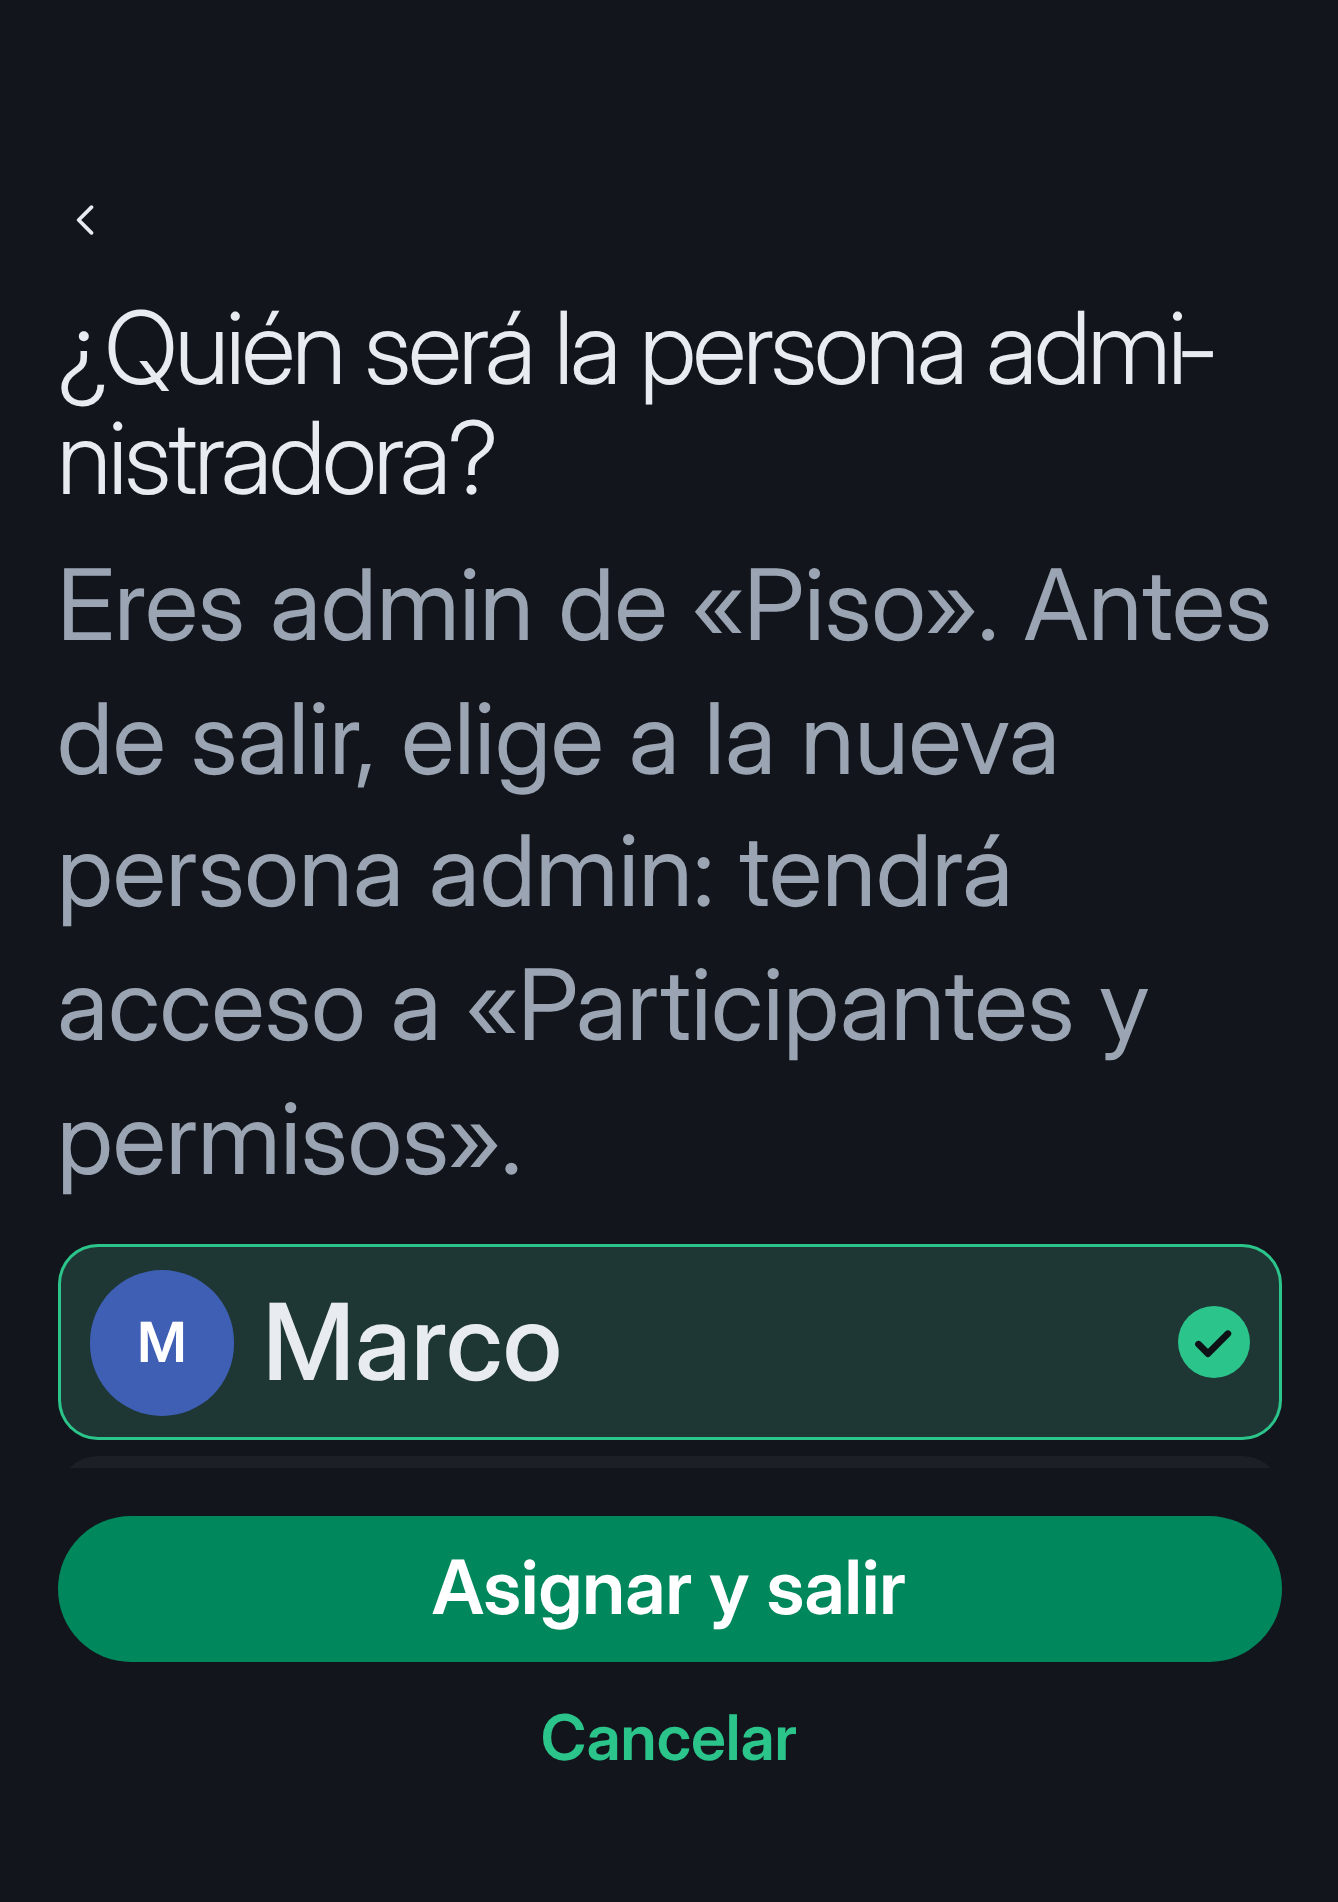 ¿Quién será la persona admi-
nistradora?
Eres admin de «Piso». Antes
de salir, elige a la nueva
persona admin: tendrá
acceso a «Participantes y
permisos».
M
Marco
Asignar y salir
Cancelar